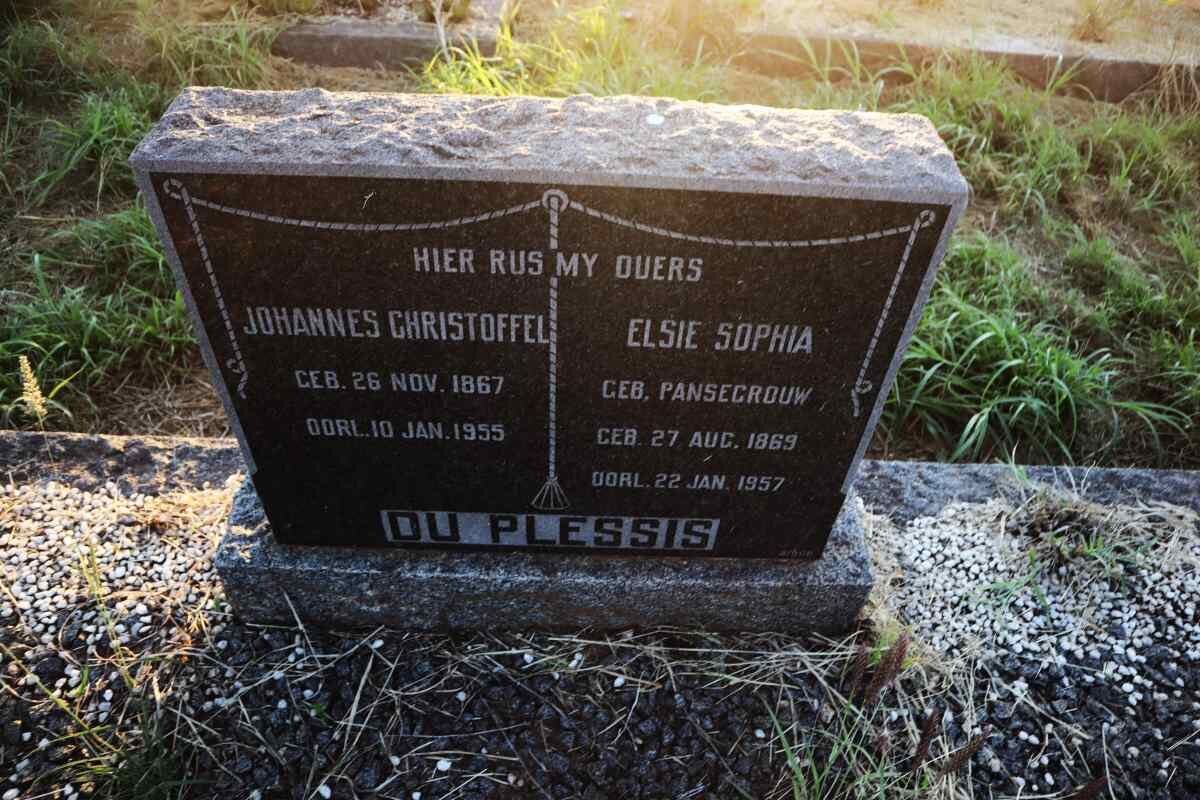 HIER RUS MY OUERS
JOHANNES CHRISTOFFEL
GEB. 26 NOV. 1867
OORL. 10 JAN. 1955
ELSIE SOPHIA
GEB. PANSEGROUW
GEB. 27 AUG. 1869
OORL. 22 JAN. 1957
DU PLESSIS